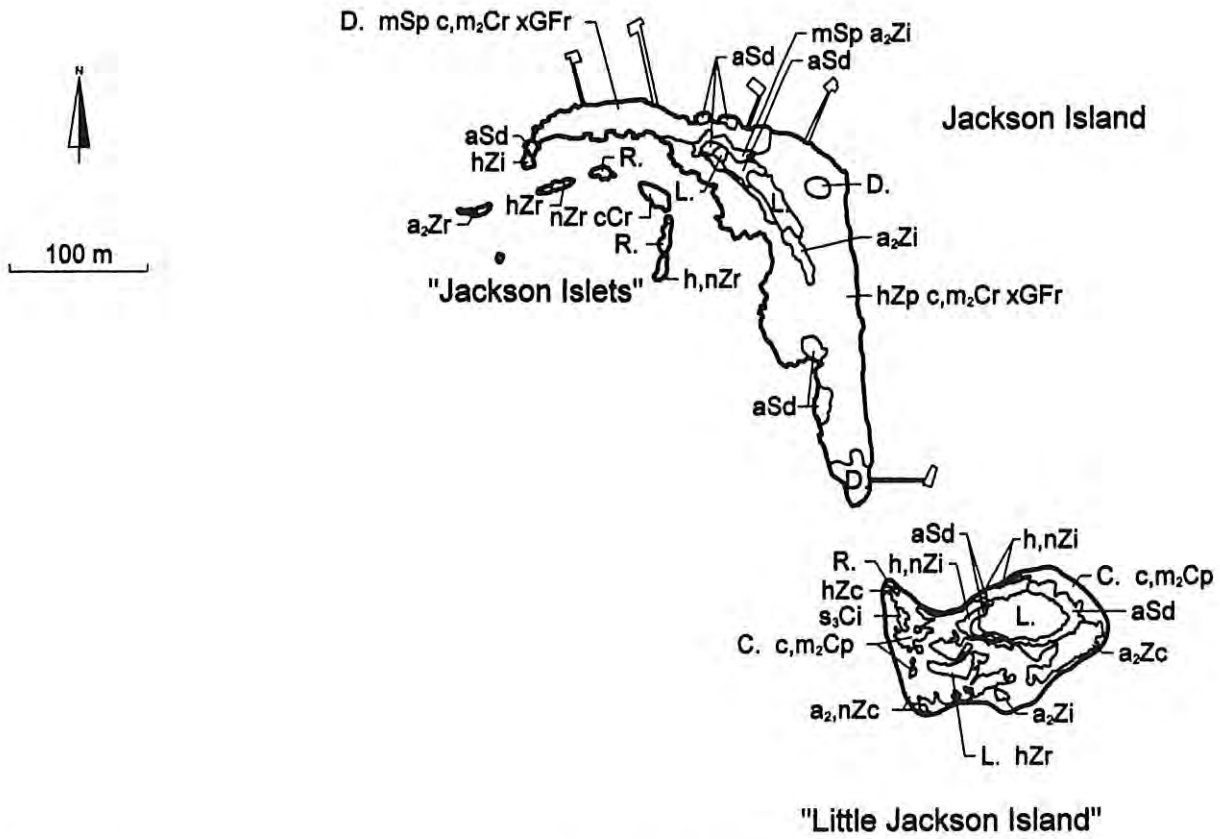 D. mSp c,m₂Cr xGFr
mSp a₂Zi
aSd
aSd
N
Jackson Island
aSd
hZi
R.
L.
L.
D.
hZr
nZr cCr
a₂Zr
R.
a₂Zi
100 m
"Jackson Islets"
h,nZr
hZp c,m₂Cr xGFr
aSd
D.
aSd
h,nZi
R.
h,nZi
C. c,m₂Cp
hZc
aSd
s₃Ci
L.
C. c,m₂Cp
a₂Zc
a₂,nZc
a₂Zi
L. hZr
"Little Jackson Island"